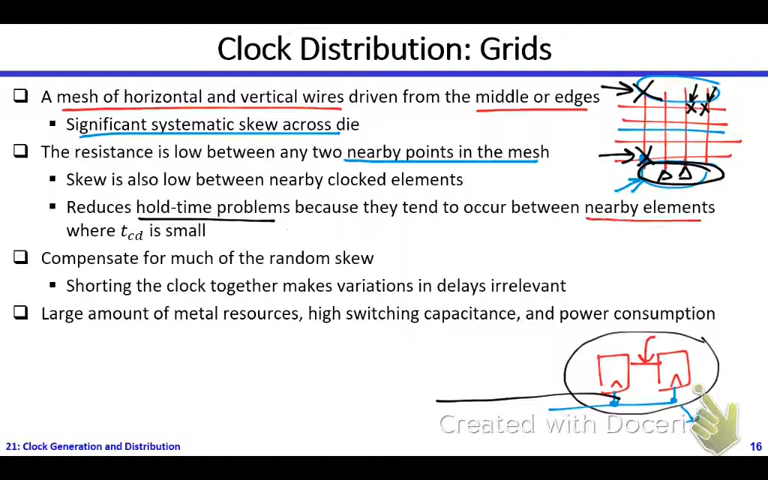 Clock Distribution: Grids
❑ A mesh of horizontal and vertical wires driven from the middle or edges
▪ Significant systematic skew across die
❑ The resistance is low between any two nearby points in the mesh
▪ Skew is also low between nearby clocked elements
▪ Reduces hold-time problems because they tend to occur between nearby elements
where t_cd is small
❑ Compensate for much of the random skew
▪ Shorting the clock together makes variations in delays irrelevant
❑ Large amount of metal resources, high switching capacitance, and power consumption
Created with Doceri
21: Clock Generation and Distribution
16